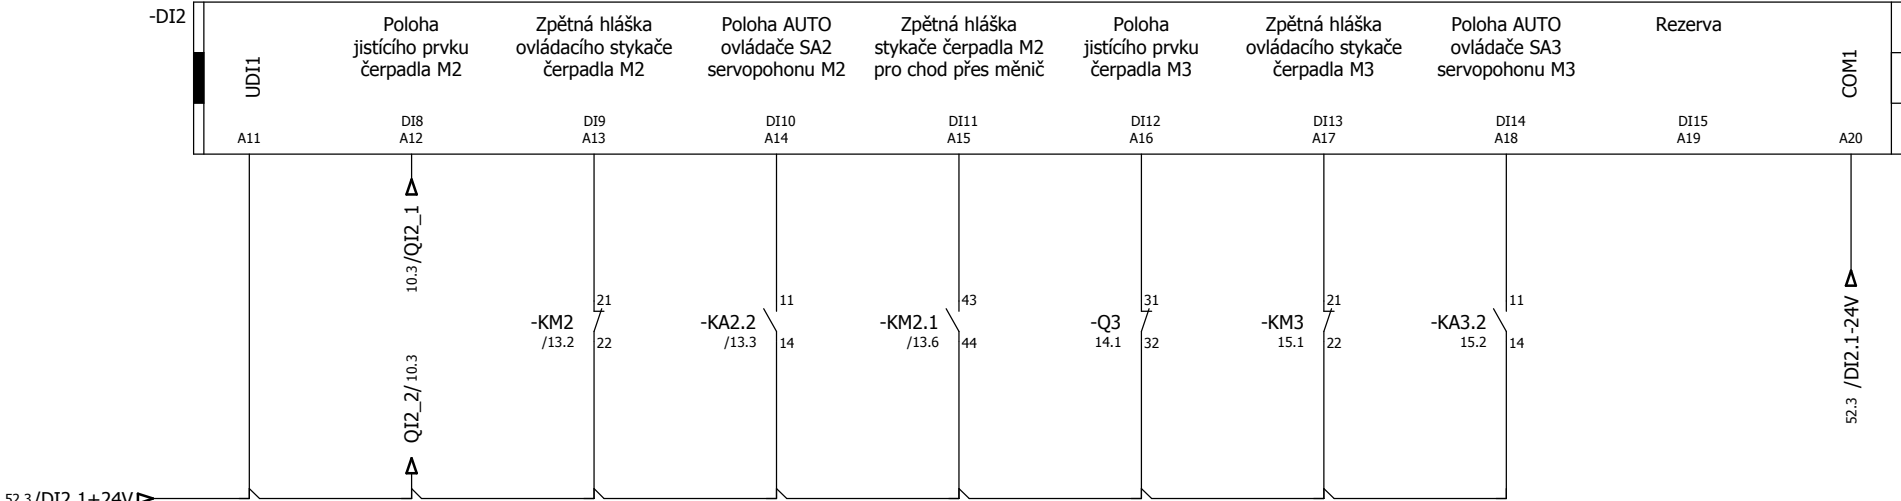 -DI2
UDI1
A11
Poloha
jistícího prvku
čerpadla M2
DI8
A12
Zpětná hláška
ovládacího stykače
čerpadla M2
DI9
A13
Poloha AUTO
ovládače SA2
servopohonu M2
DI10
A14
Zpětná hláška
stykače čerpadla M2
pro chod přes měnič
DI11
A15
Poloha
jistícího prvku
čerpadla M3
DI12
A16
Zpětná hláška
ovládacího stykače
čerpadla M3
DI13
A17
Poloha AUTO
ovládače SA3
servopohonu M3
DI14
A18
Rezerva
DI15
A19
COM1
A20
10.3/QI2_1
QI2_2/10.3
21
-KM2
/13.2
22
11
-KA2.2
/13.3
14
43
-KM2.1
/13.6
44
31
-Q3
14.1
32
21
-KM3
15.1
22
11
-KA3.2
15.2
14
52.3 /DI2.1-24V
52.3/DI2.1+24V